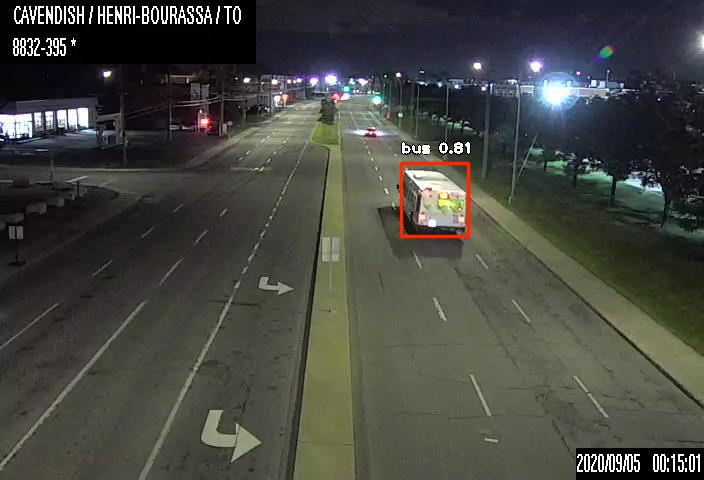 CAVENDISH / HENRI-BOURASSA / TO
8832-395 *
bus 0.81
2020/09/05 00:15:01